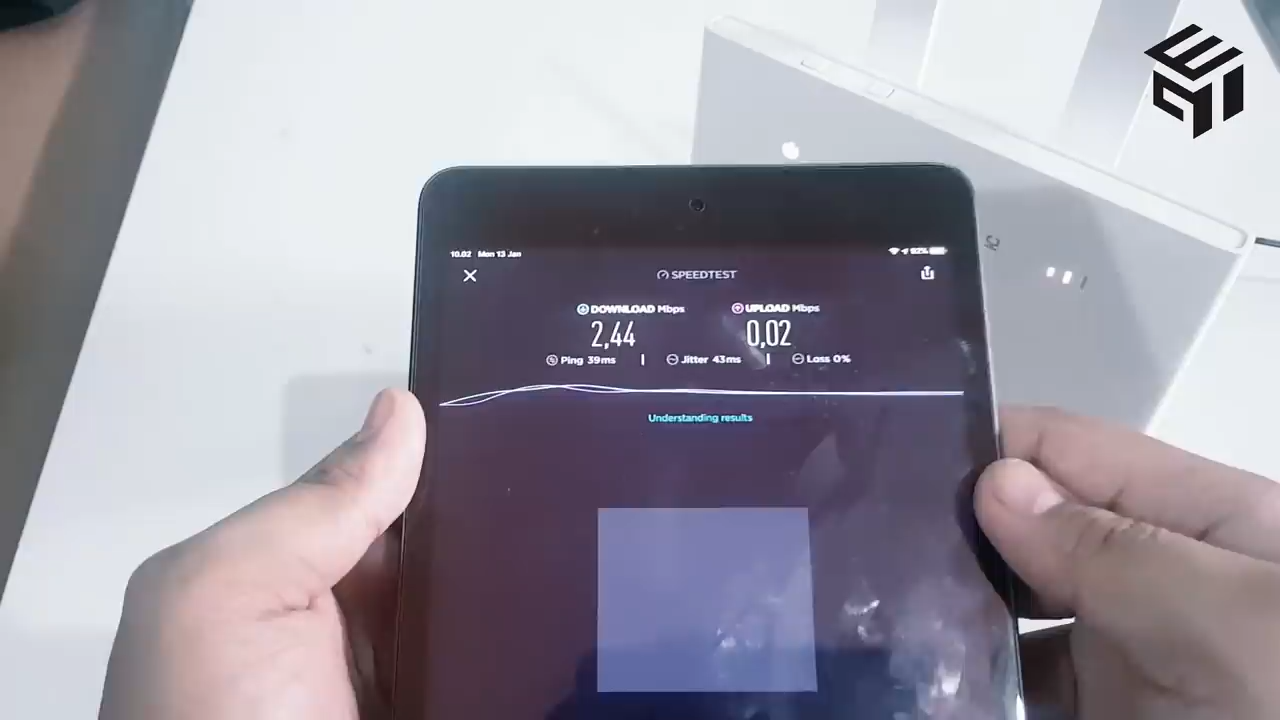 10.02 Mon 13 Jan
92%
SPEEDTEST
DOWNLOAD Mbps
UPLOAD Mbps
2,44
0,02
Ping 39ms
Jitter 43ms
Loss 0%
Understanding results